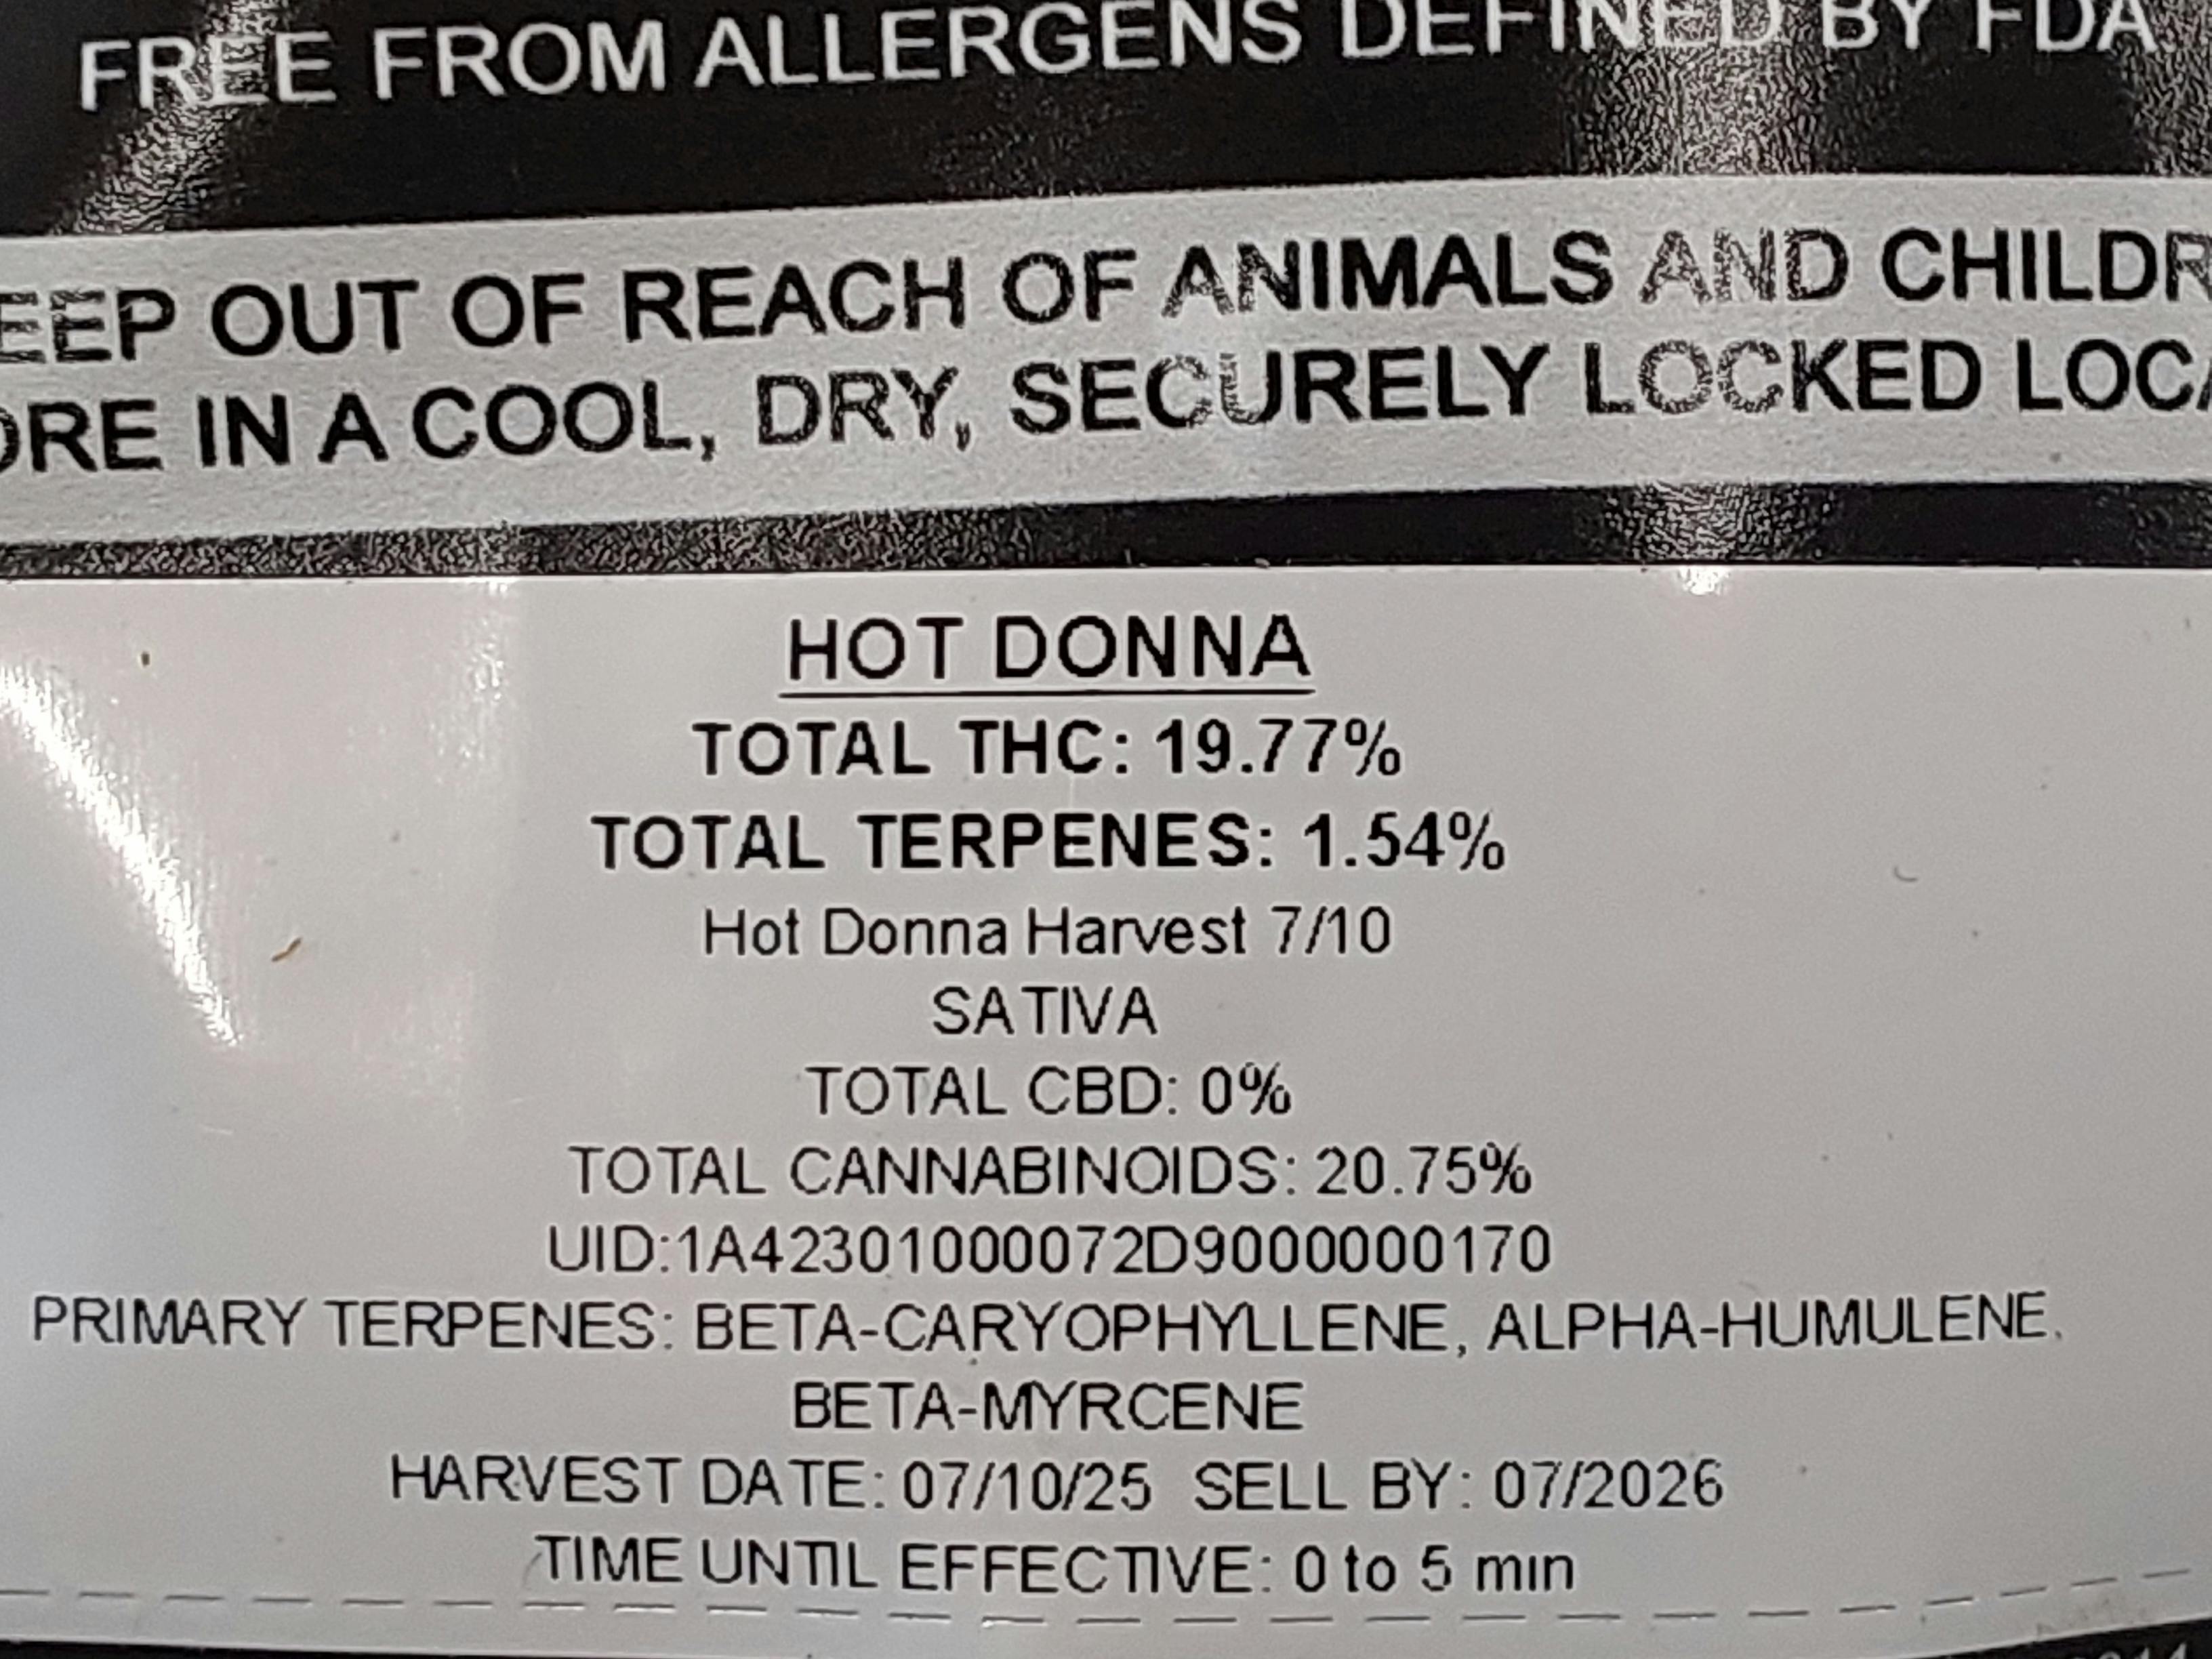 FREE FROM ALLERGENS DEFINED BY FDA.
EEP OUT OF REACH OF ANIMALS AND CHILDR
ORE IN A COOL, DRY, SECURELY LOCKED LOCA
HOT DONNA
TOTAL THC: 19.77%
TOTAL TERPENES: 1.54%
Hot Donna Harvest 7/10
SATIVA
TOTAL CBD: 0%
TOTAL CANNABINOIDS: 20.75%
UID:1A42301000072D9000000170
PRIMARY TERPENES: BETA-CARYOPHYLLENE, ALPHA-HUMULENE,
BETA-MYRCENE
HARVEST DATE: 07/10/25 SELL BY: 07/2026
TIME UNTIL EFFECTIVE: 0 to 5 min